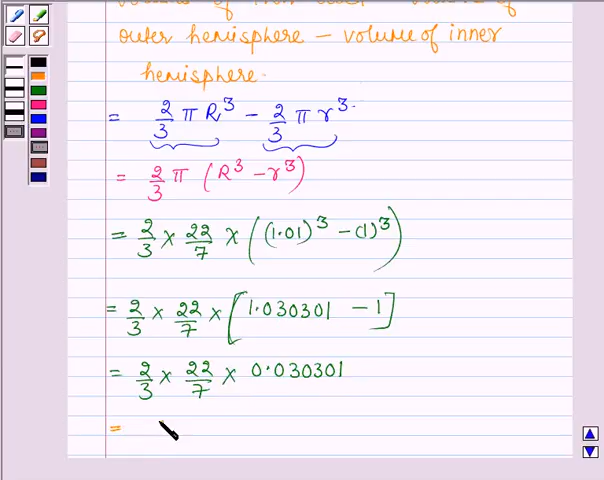 outer hemisphere – volume of inner
hemisphere.
= 2/3 π R³ – 2/3 π r³.
= 2/3 π (R³ – r³)
= 2/3 × 22/7 × ((1.01)³ – (1)³)
= 2/3 × 22/7 × [1.030301 – 1]
= 2/3 × 22/7 × 0.030301
=